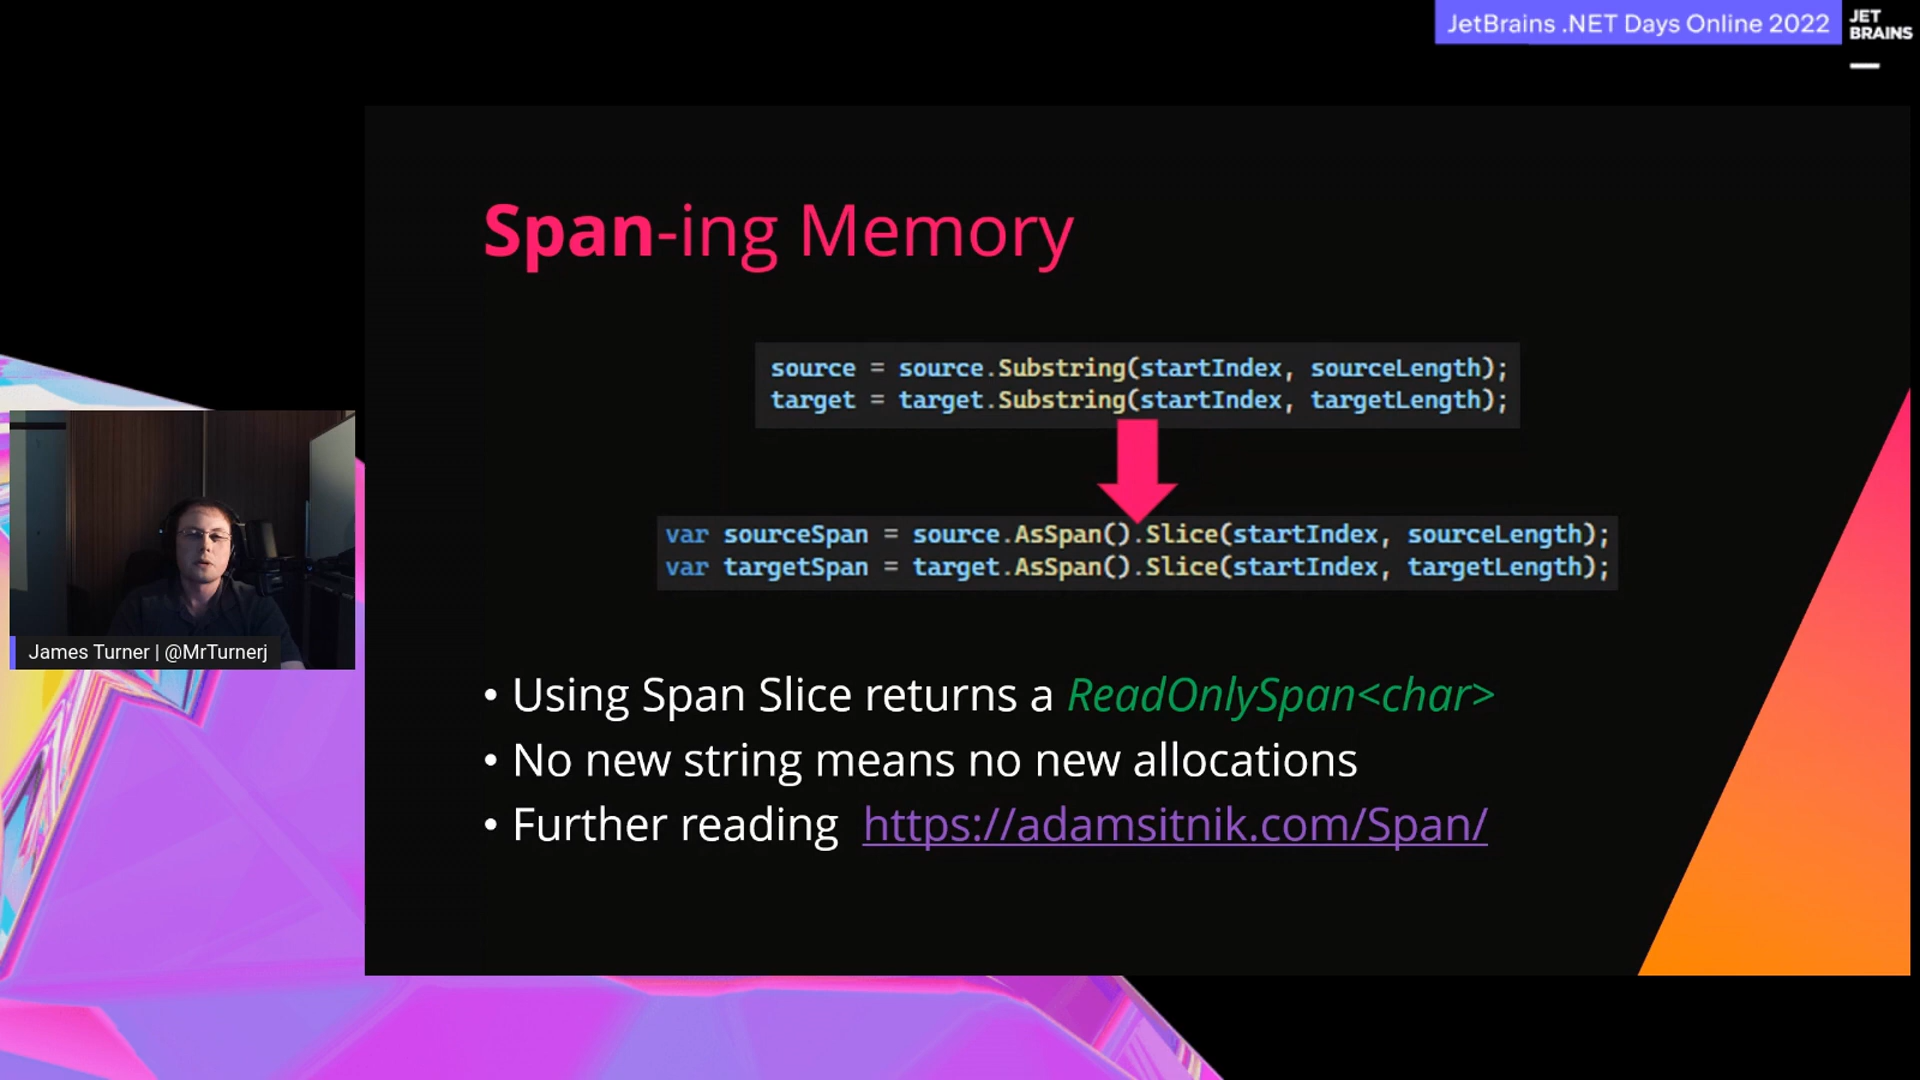 JetBrains .NET Days Online 2022
JET
BRAINS
Span-ing Memory
source = source.Substring(startIndex, sourceLength);
target = target.Substring(startIndex, targetLength);
var sourceSpan = source.AsSpan().Slice(startIndex, sourceLength);
var targetSpan = target.AsSpan().Slice(startIndex, targetLength);
James Turner | @MrTurnerj
• Using Span Slice returns a ReadOnlySpan<char>
• No new string means no new allocations
• Further reading https://adamsitnik.com/Span/